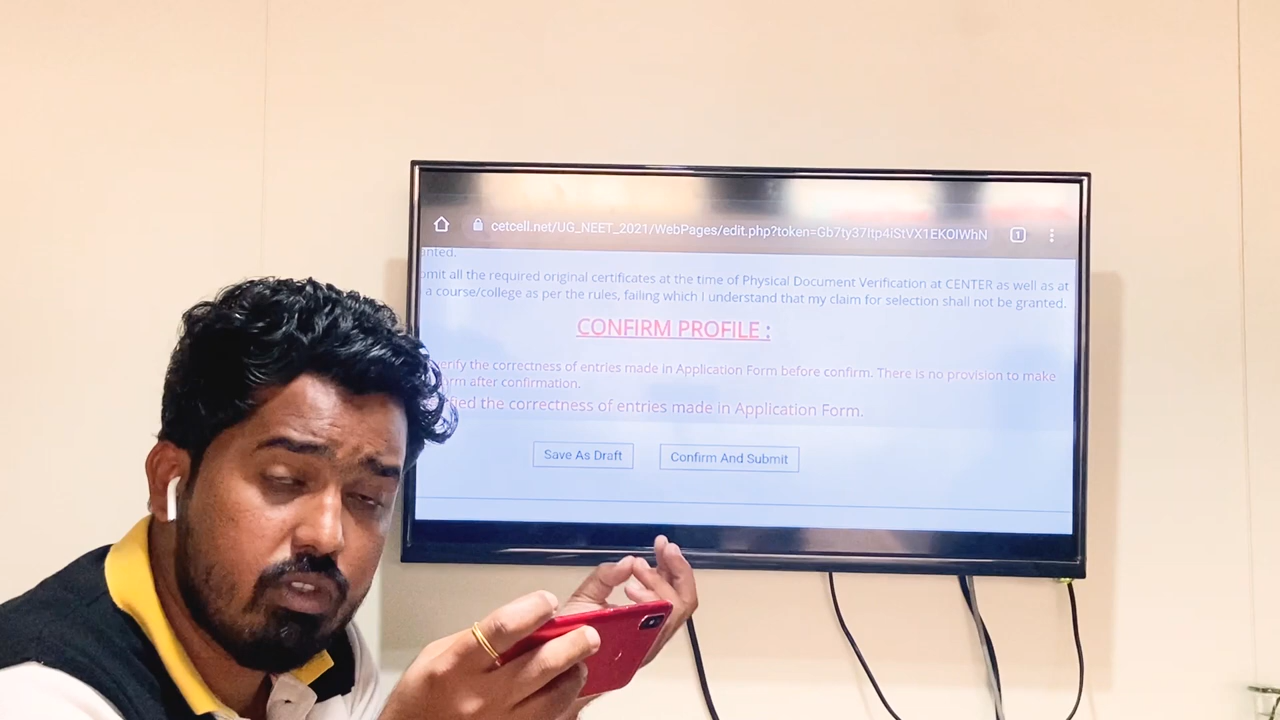 cetcell.net/UG_NEET_2021/WebPages/edit.php?token=Gb7ty37Itp4iStVX1EKOIWhN
1
anted.
omit all the required original certificates at the time of Physical Document Verification at CENTER as well as at
a course/college as per the rules, failing which I understand that my claim for selection shall not be granted.
CONFIRM PROFILE :
erify the correctness of entries made in Application Form before confirm. There is no provision to make
rm after confirmation.
fied the correctness of entries made in Application Form.
Save As Draft
Confirm And Submit